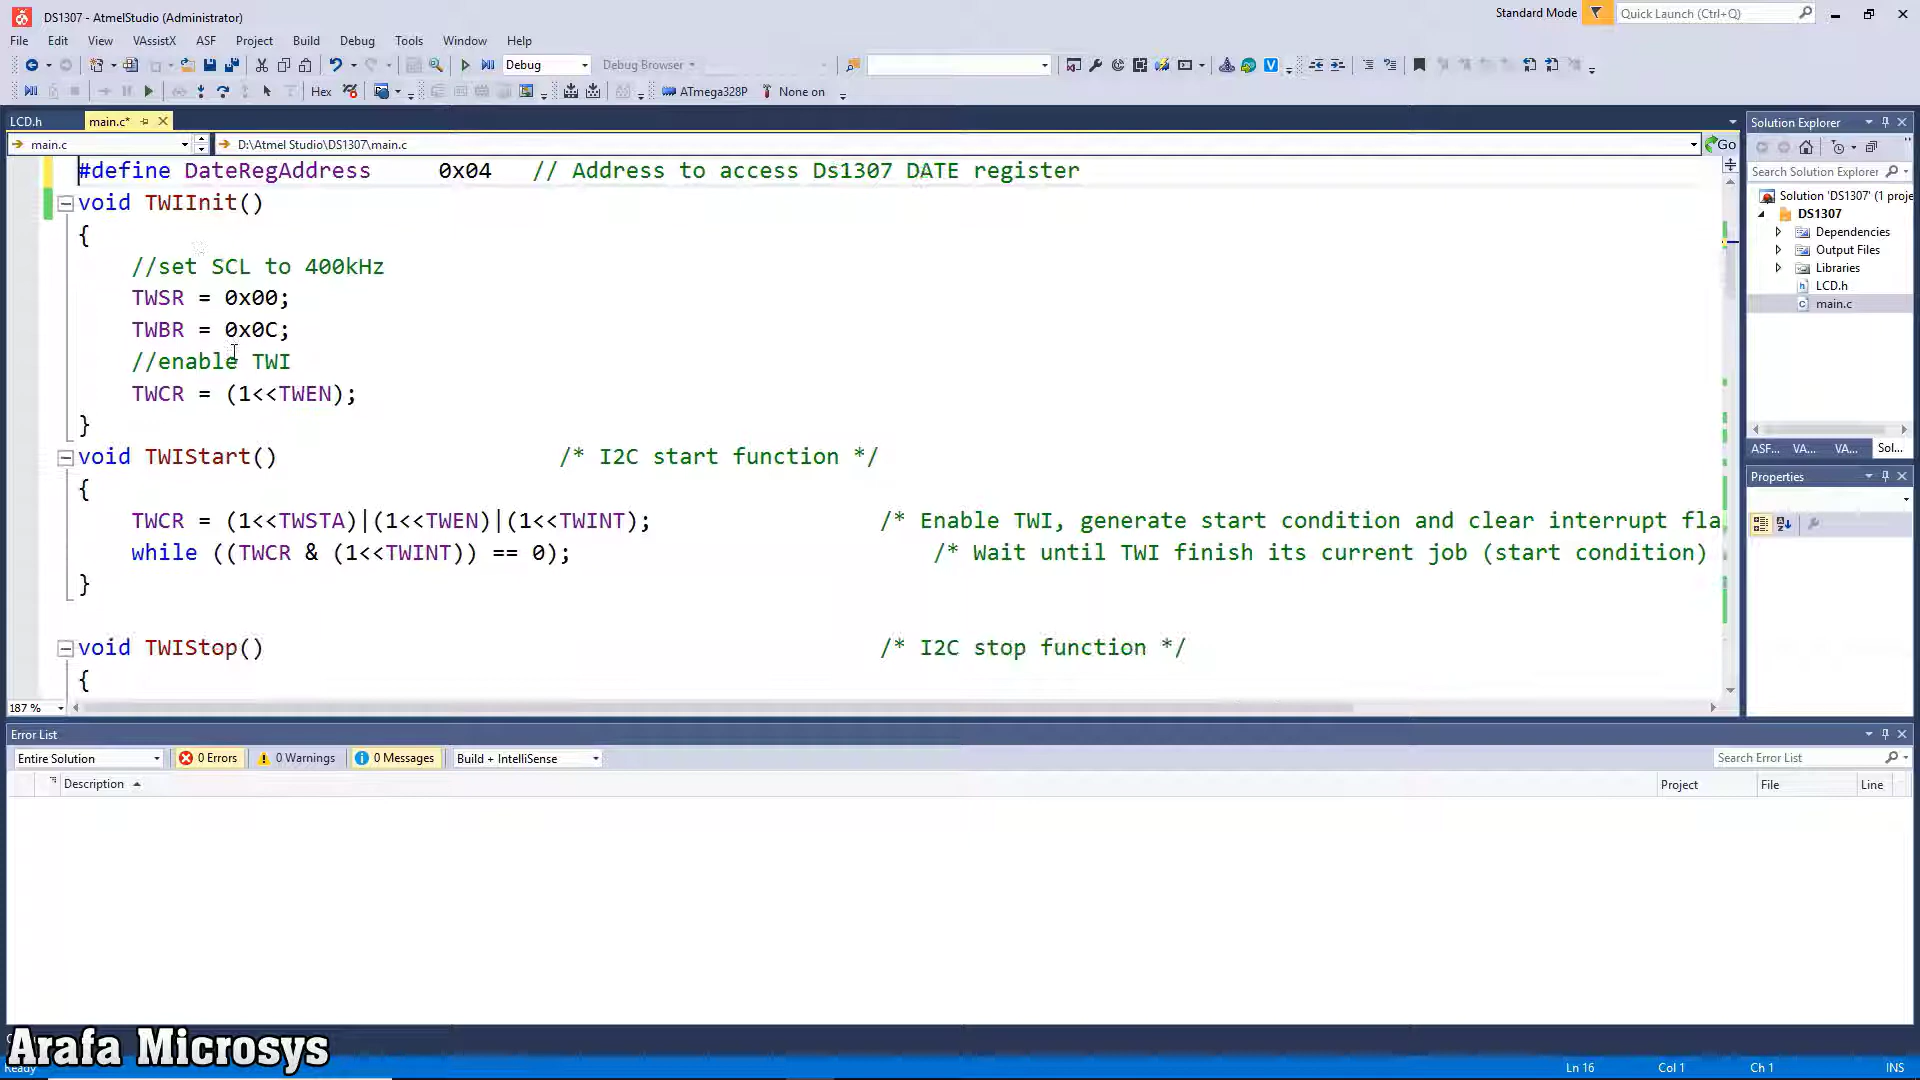 DS1307 - AtmelStudio (Administrator)
Standard Mode
Quick Launch (Ctrl+Q)
File Edit View VAssistX ASF Project Build Debug Tools Window Help
Debug
Debug Browser
Hex
ATmega328P
None on
LCD.h
main.c*
main.c
D:\Atmel Studio\DS1307\main.c
Go
#define DateRegAddress 0x04 // Address to access Ds1307 DATE register
void TWIInit()
{
//set SCL to 400kHz
TWSR = 0x00;
TWBR = 0x0C;
//enable TWI
TWCR = (1<<TWEN);
}
void TWIStart() /* I2C start function */
{
TWCR = (1<<TWSTA)|(1<<TWEN)|(1<<TWINT); /* Enable TWI, generate start condition and clear interrupt fla
while ((TWCR & (1<<TWINT)) == 0); /* Wait until TWI finish its current job (start condition)
}
void TWIStop() /* I2C stop function */
{
187 %
Solution Explorer
Search Solution Explorer
Solution 'DS1307' (1 proje
DS1307
Dependencies
Output Files
Libraries
LCD.h
main.c
ASF... VA... VA... Sol...
Properties
Error List
Entire Solution
0 Errors
0 Warnings
0 Messages
Build + IntelliSense
Search Error List
Description
Project
File
Line
Arafa Microsys
Ready
Ln 16
Col 1
Ch 1
INS